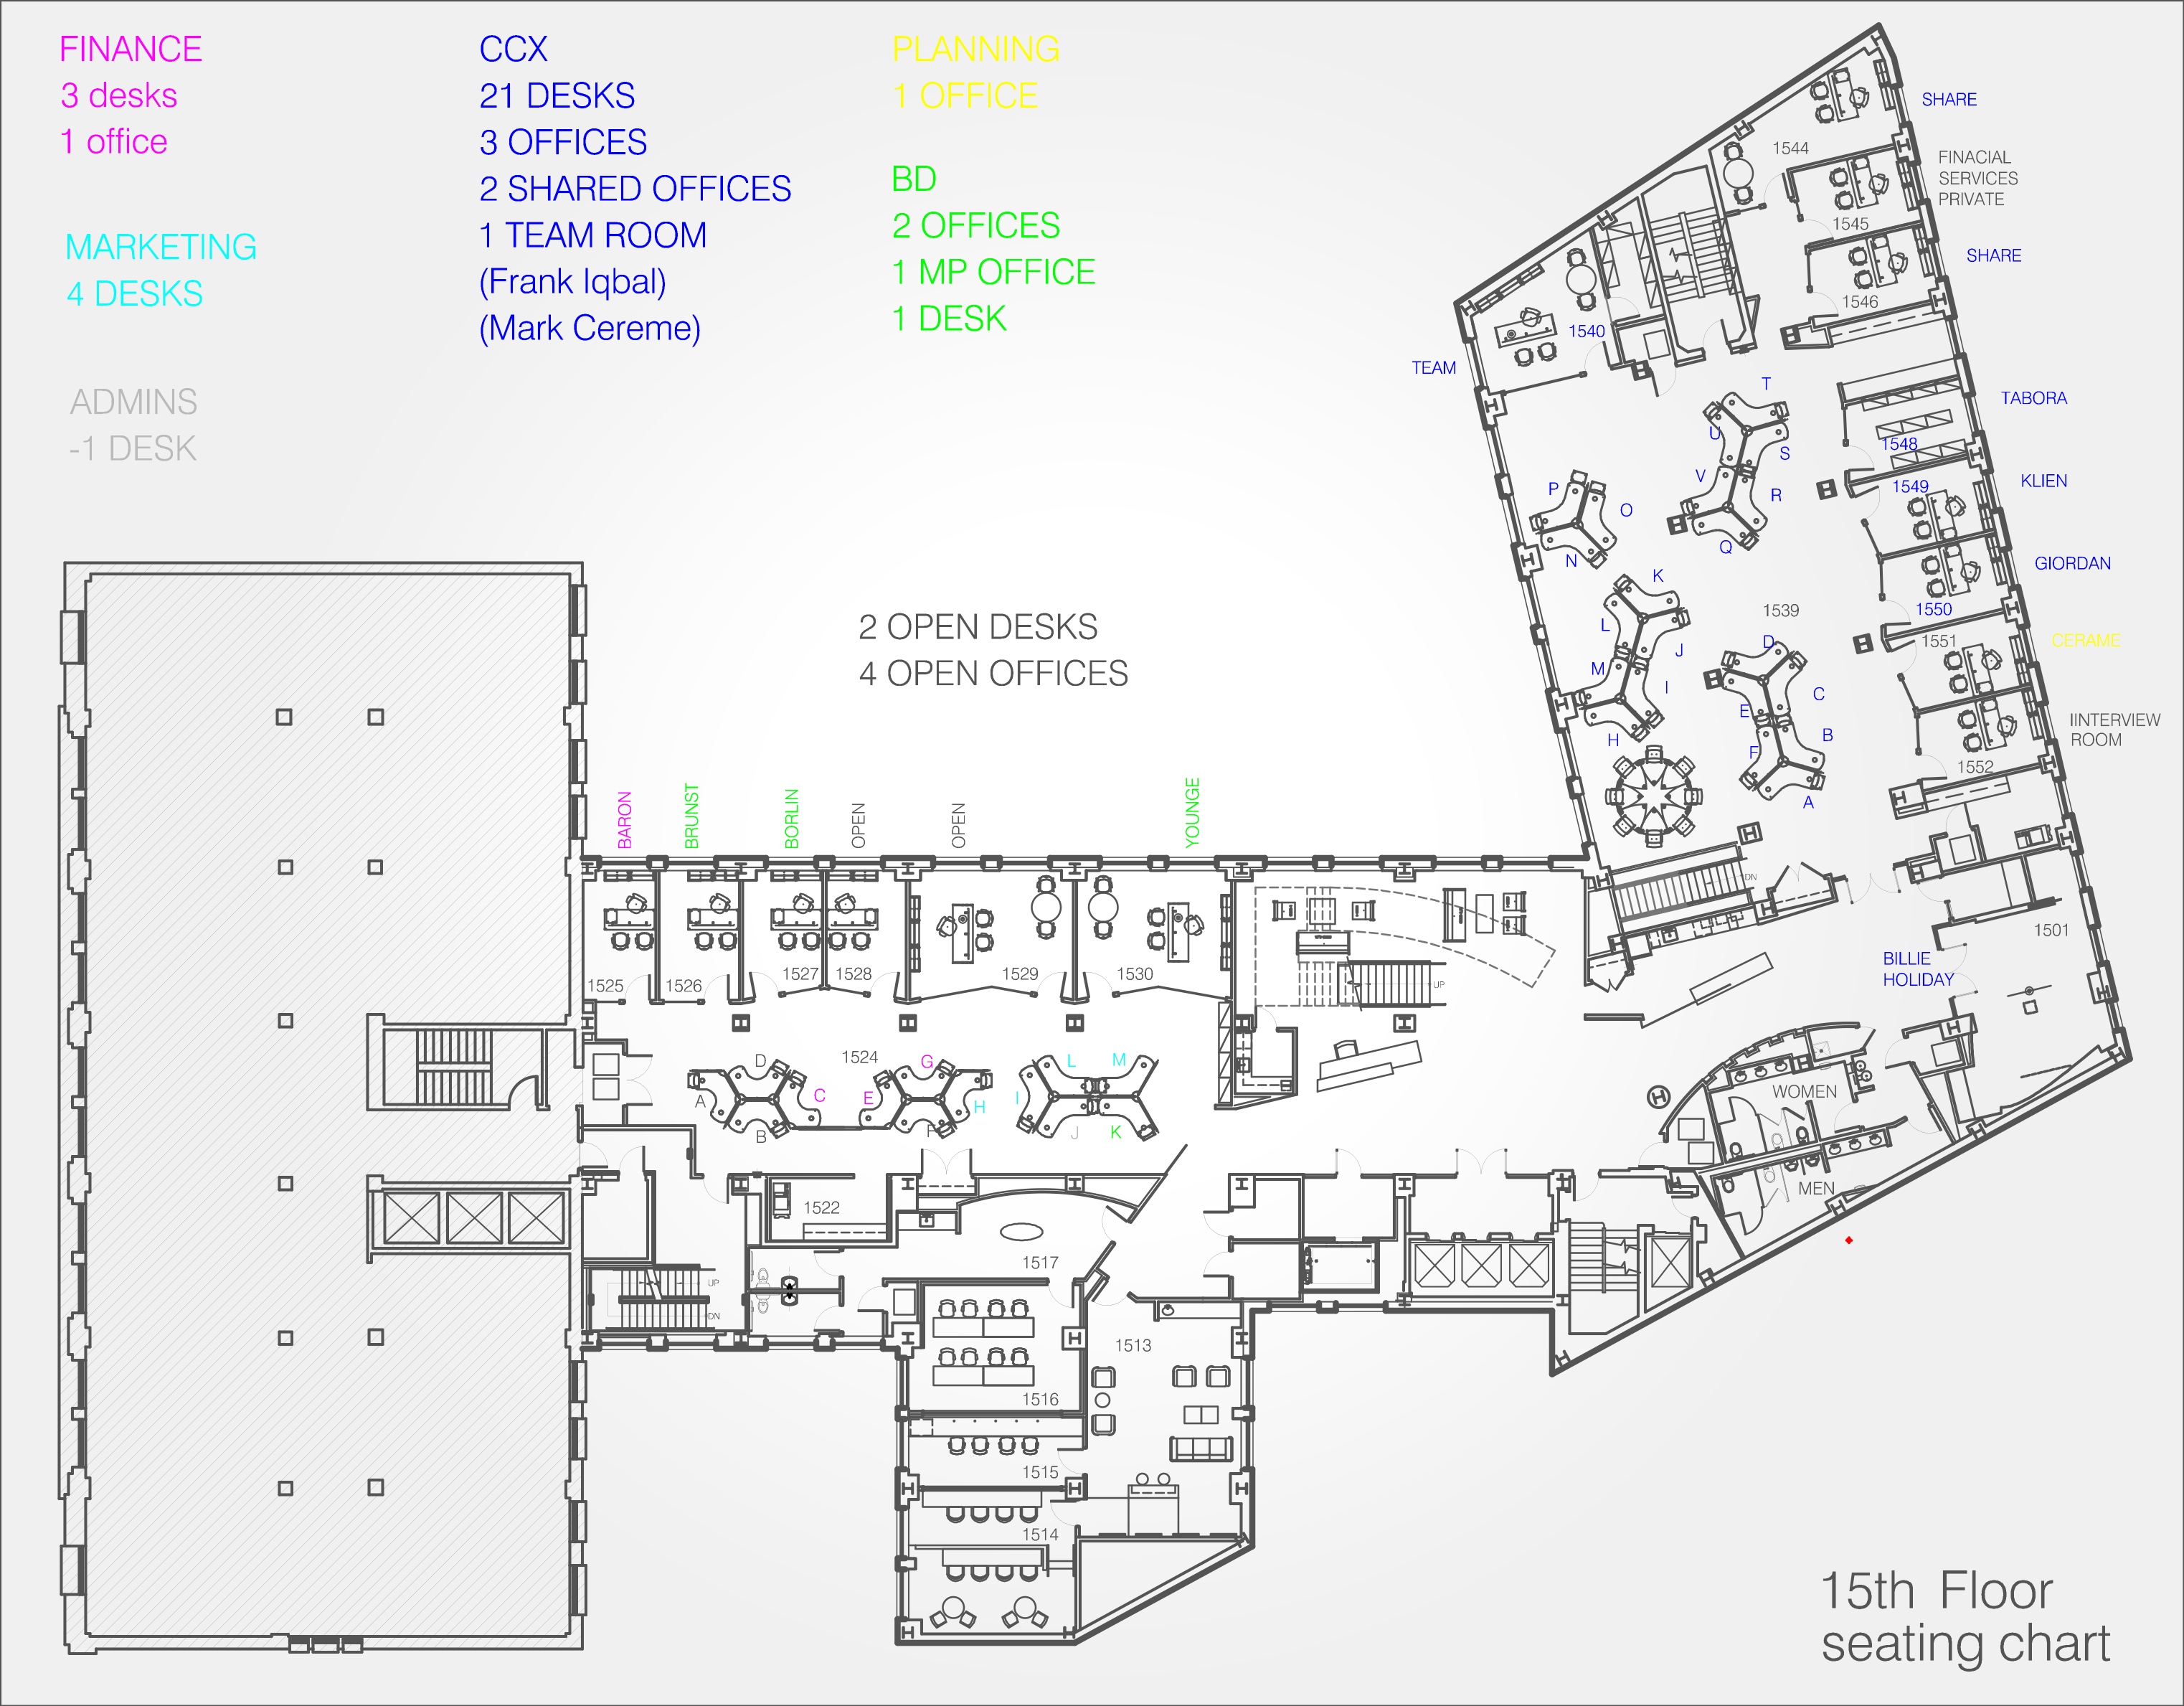 FINANCE
3 desks
1 office
MARKETING
4 DESKS
ADMINS
-1 DESK
CCX
21 DESKS
3 OFFICES
2 SHARED OFFICES
1 TEAM ROOM
(Frank Iqbal)
(Mark Cereme)
PLANNING
1 OFFICE
BD
2 OFFICES
1 MP OFFICE
1 DESK
2 OPEN DESKS
4 OPEN OFFICES
SHARE
1544
FINACIAL
SERVICES
PRIVATE
1545
SHARE
1546
1540
TEAM
T
TABORA
U
1548
S
V
KLIEN
P
1549
R
O
Q
N
GIORDAN
K
1550
1539
L
D
1551
CERAME
J
M
I
C
E
IINTERVIEW
ROOM
H
B
F
1552
A
BARON
BRUNST
BORLIN
OPEN
OPEN
YOUNGE
DN
1501
BILLIE
HOLIDAY
1525
1526
1527
1528
1529
1530
UP
1524
D
G
L
M
A
C
E
H
I
B
F
J
K
WOMEN
MEN
1522
1517
UP
DN
1513
1516
1515
1514
15th Floor
seating chart